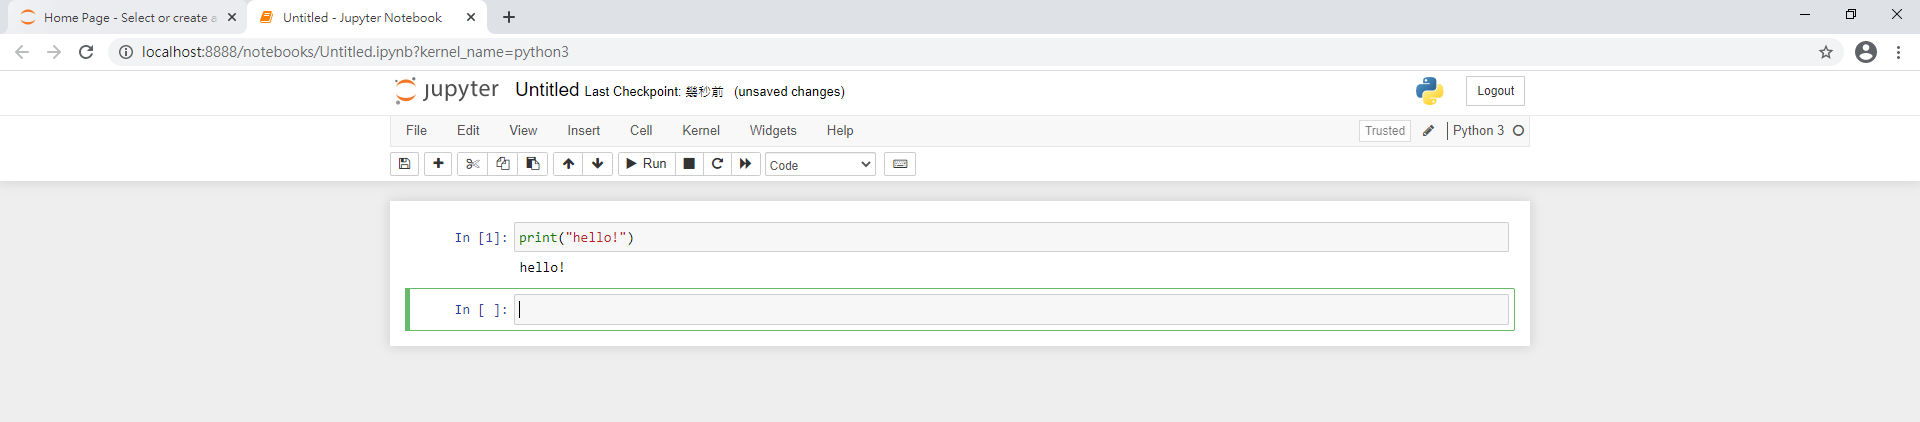 Home Page - Select or create a
Untitled - Jupyter Notebook
localhost:8888/notebooks/Untitled.ipynb?kernel_name=python3
jupyter Untitled Last Checkpoint: 幾秒前 (unsaved changes)
Logout
File Edit View Insert Cell Kernel Widgets Help
Trusted Python 3
Run Code
In [1]: print("hello!")
hello!
In [ ]: